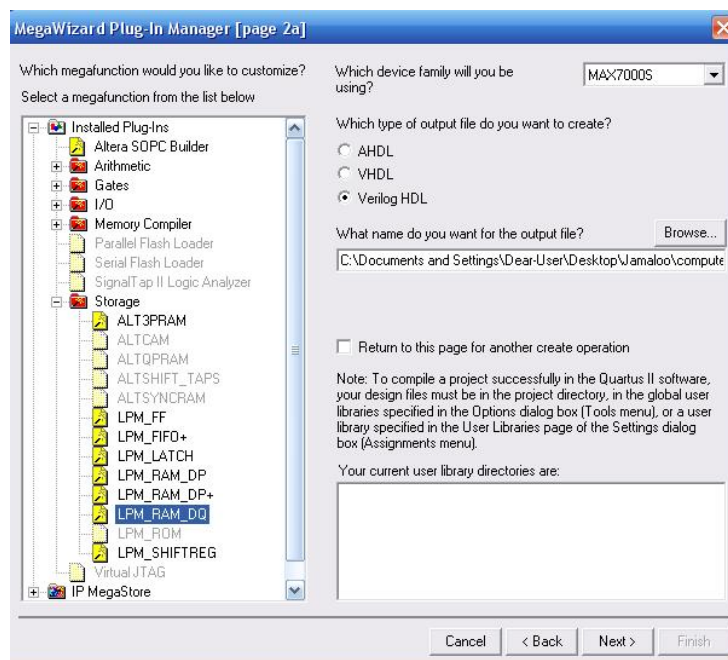 MegaWizard Plug-In Manager [page 2a]
Which megafunction would you like to customize?
Select a megafunction from the list below
Installed Plug-Ins
Altera SOPC Builder
Arithmetic
Gates
I/O
Memory Compiler
Parallel Flash Loader
Serial Flash Loader
SignalTap II Logic Analyzer
Storage
ALT3PRAM
ALTCAM
ALTQPRAM
ALTSHIFT_TAPS
ALTSYNCRAM
LPM_FF
LPM_FIFO+
LPM_LATCH
LPM_RAM_DP
LPM_RAM_DP+
LPM_RAM_DQ
LPM_ROM
LPM_SHIFTREG
Virtual JTAG
IP MegaStore
Which device family will you be
using?
MAX7000S
Which type of output file do you want to create?
AHDL
VHDL
Verilog HDL
What name do you want for the output file?
Browse...
C:\Documents and Settings\Dear-User\Desktop\Jamaloo\compute
Return to this page for another create operation
Note: To compile a project successfully in the Quartus II software,
your design files must be in the project directory, in the global user
libraries specified in the Options dialog box (Tools menu), or a user
library specified in the User Libraries page of the Settings dialog
box (Assignments menu).
Your current user library directories are:
Cancel
< Back
Next >
Finish